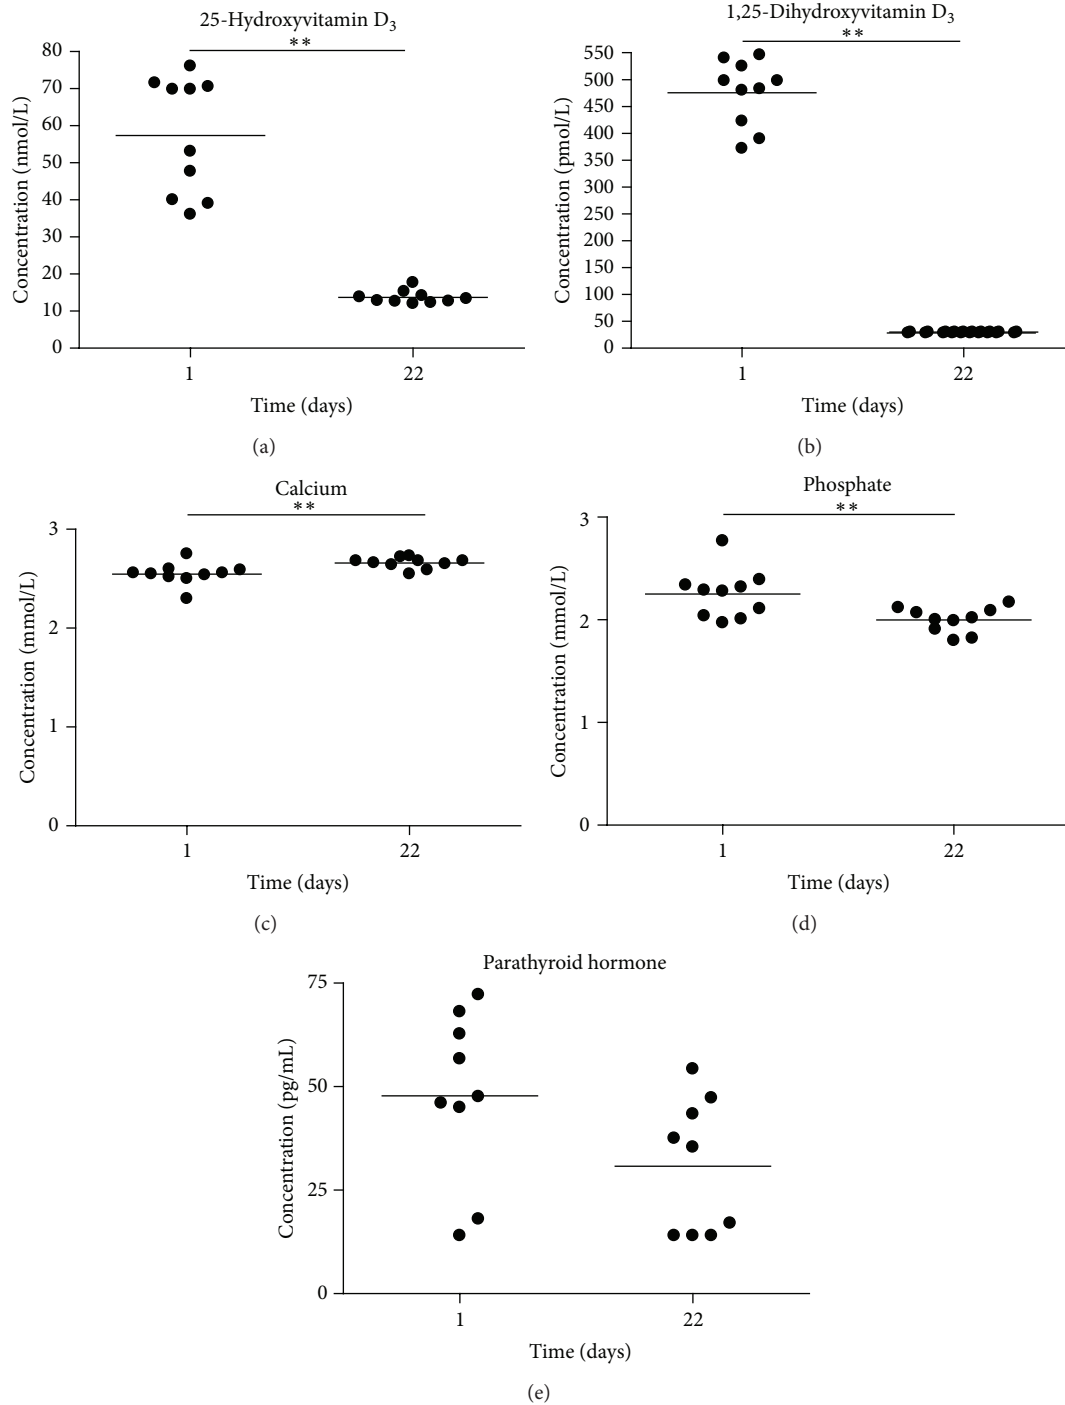 25-Hydroxyvitamin D3
**
Concentration (nmol/L)
80
70
60
50
40
30
20
10
0
1
22
Time (days)
(a)
1,25-Dihydroxyvitamin D3
**
Concentration (pmol/L)
550
500
450
400
350
300
250
200
150
100
50
0
1
22
Time (days)
(b)
Calcium
**
Concentration (mmol/L)
3
2
1
0
1
22
Time (days)
(c)
Phosphate
**
Concentration (mmol/L)
3
2
1
0
1
22
Time (days)
(d)
Parathyroid hormone
Concentration (pg/mL)
75
50
25
0
1
22
Time (days)
(e)